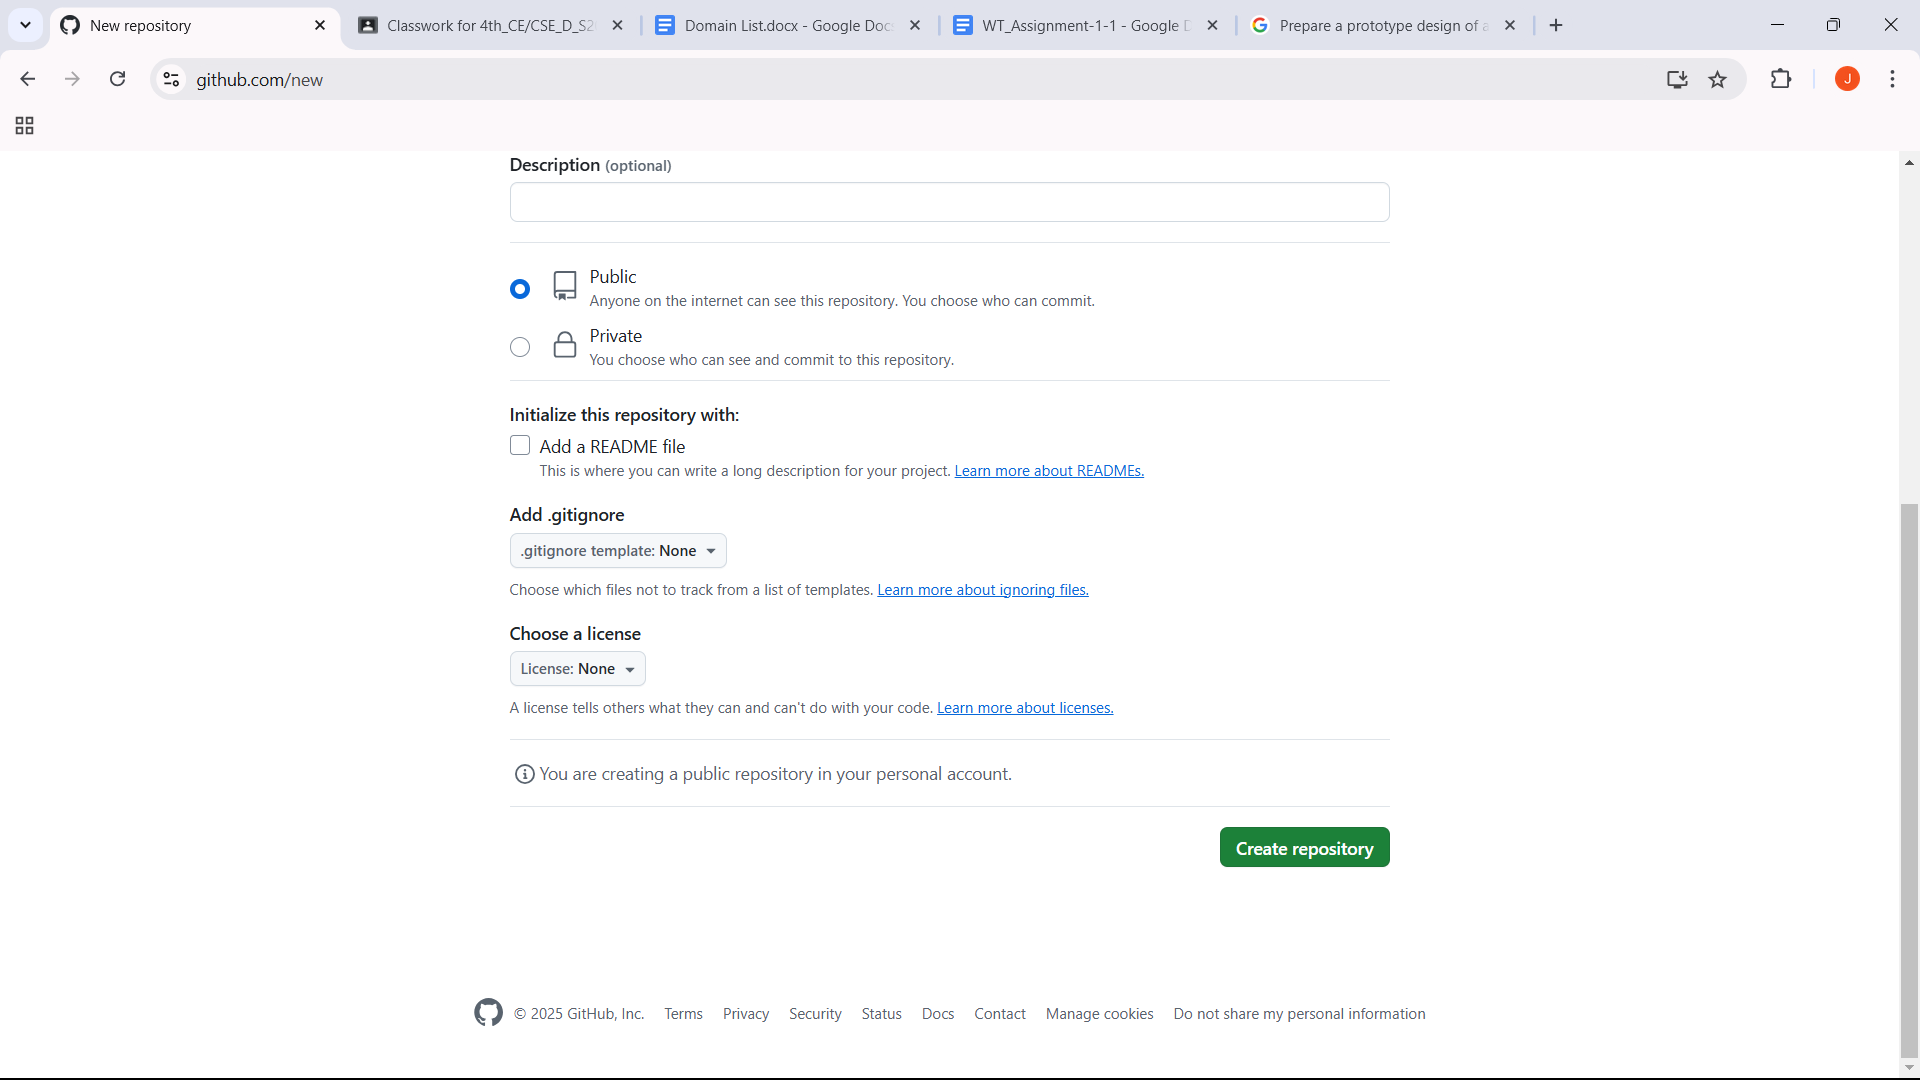 New repository
Classwork for 4th_CE/CSE_D_S2
Domain List.docx - Google Doc
WT_Assignment-1-1 - Google D
Prepare a prototype design of a
github.com/new
J
Description (optional)
Public
Anyone on the internet can see this repository. You choose who can commit.
Private
You choose who can see and commit to this repository.
Initialize this repository with:
Add a README file
This is where you can write a long description for your project. Learn more about READMEs.
Add .gitignore
.gitignore template: None
Choose which files not to track from a list of templates. Learn more about ignoring files.
Choose a license
License: None
A license tells others what they can and can't do with your code. Learn more about licenses.
You are creating a public repository in your personal account.
Create repository
© 2025 GitHub, Inc. Terms Privacy Security Status Docs Contact Manage cookies Do not share my personal information